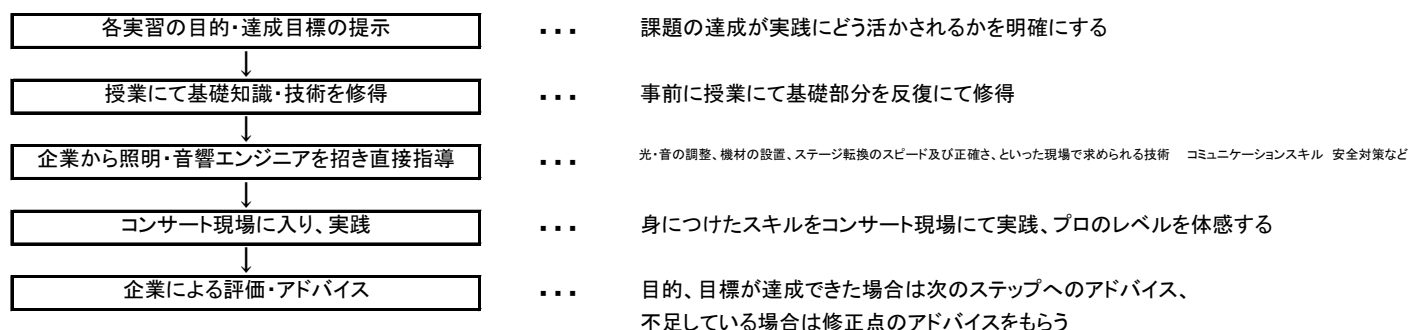 各実習の目的・達成目標の提示 ・・・ 課題の達成が実践にどう活かされるかを明確にする
↓
授業にて基礎知識・技術を修得 ・・・ 事前に授業にて基礎部分を反復にて修得
↓
企業から照明・音響エンジニアを招き直接指導 ・・・ 光・音の調整、機材の設置、ステージ転換のスピード及び正確さ、といった現場で求められる技術 コミュニケーションスキル 安全対策など
↓
コンサート現場に入り、実践 ・・・ 身につけたスキルをコンサート現場にて実践、プロのレベルを体感する
↓
企業による評価・アドバイス ・・・ 目的、目標が達成できた場合は次のステップへのアドバイス、
不足している場合は修正点のアドバイスをもらう